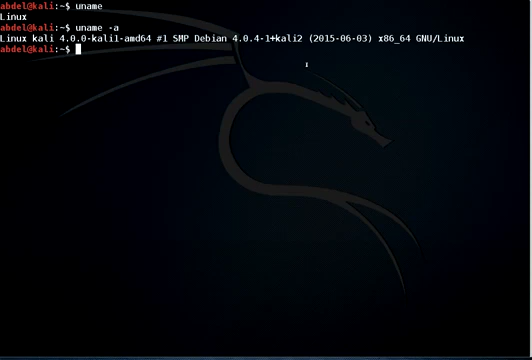 abdel@kali:~$ uname
Linux
abdel@kali:~$ uname -a
Linux kali 4.0.0-kali1-amd64 #1 SMP Debian 4.0.4-1+kali2 (2015-06-03) x86_64 GNU/Linux
abdel@kali:~$